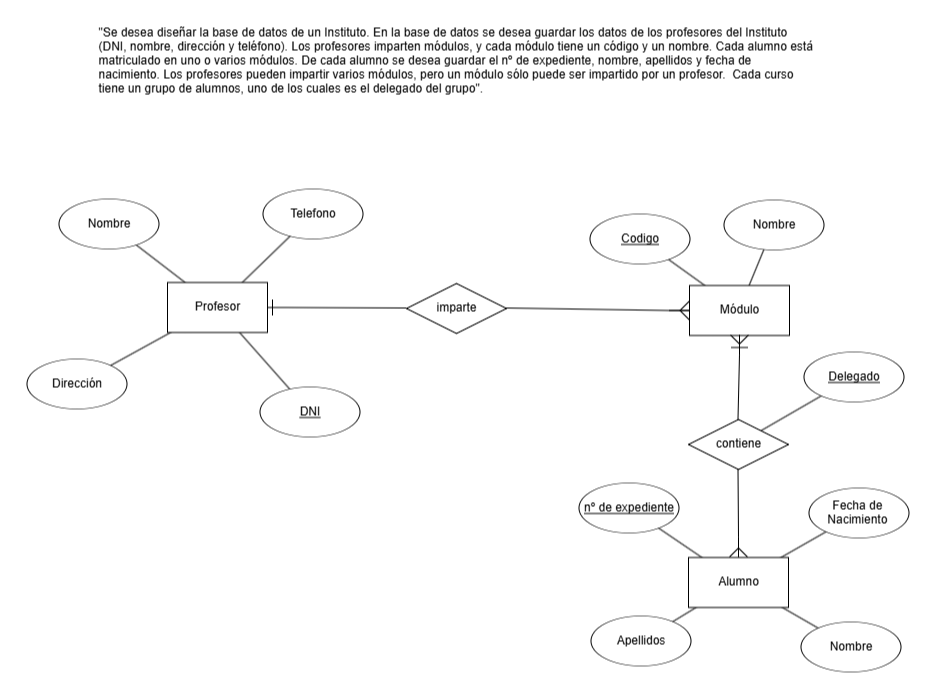 "Se desea diseñar la base de datos de un Instituto. En la base de datos se desea guardar los datos de los profesores del Instituto
(DNI, nombre, dirección y teléfono). Los profesores imparten módulos, y cada módulo tiene un código y un nombre. Cada alumno está
matriculado en uno o varios módulos. De cada alumno se desea guardar el nº de expediente, nombre, apellidos y fecha de
nacimiento. Los profesores pueden impartir varios módulos, pero un módulo sólo puede ser impartido por un profesor. Cada curso
tiene un grupo de alumnos, uno de los cuales es el delegado del grupo".
Nombre
Telefono
Codigo
Nombre
Profesor
imparte
Módulo
Dirección
DNI
Delegado
contiene
nº de expediente
Fecha de
Nacimiento
Alumno
Apellidos
Nombre